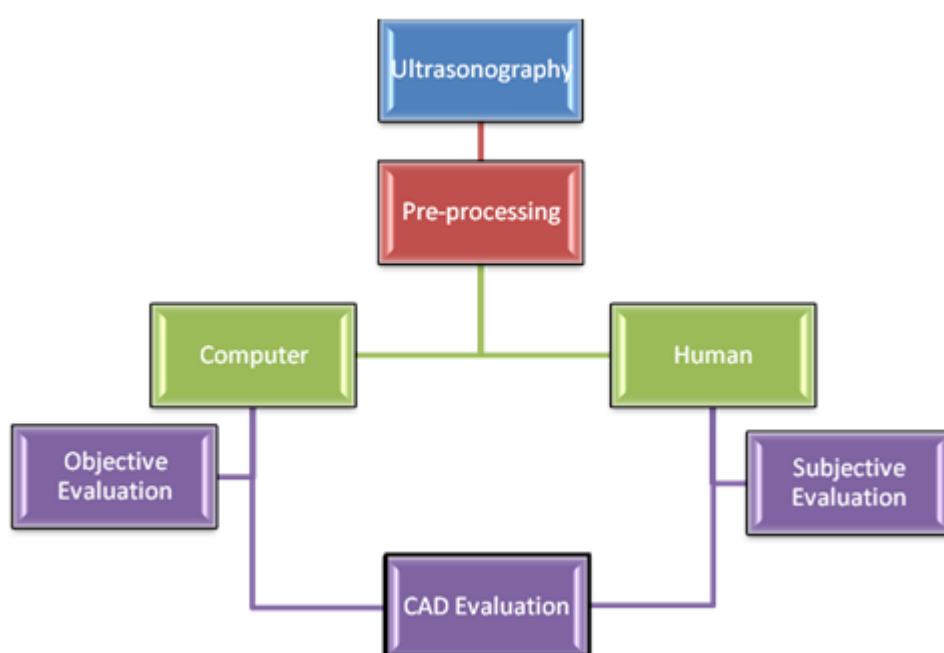 Ultrasonography
Pre-processing
Computer
Human
Objective
Evaluation
Subjective
Evaluation
CAD Evaluation